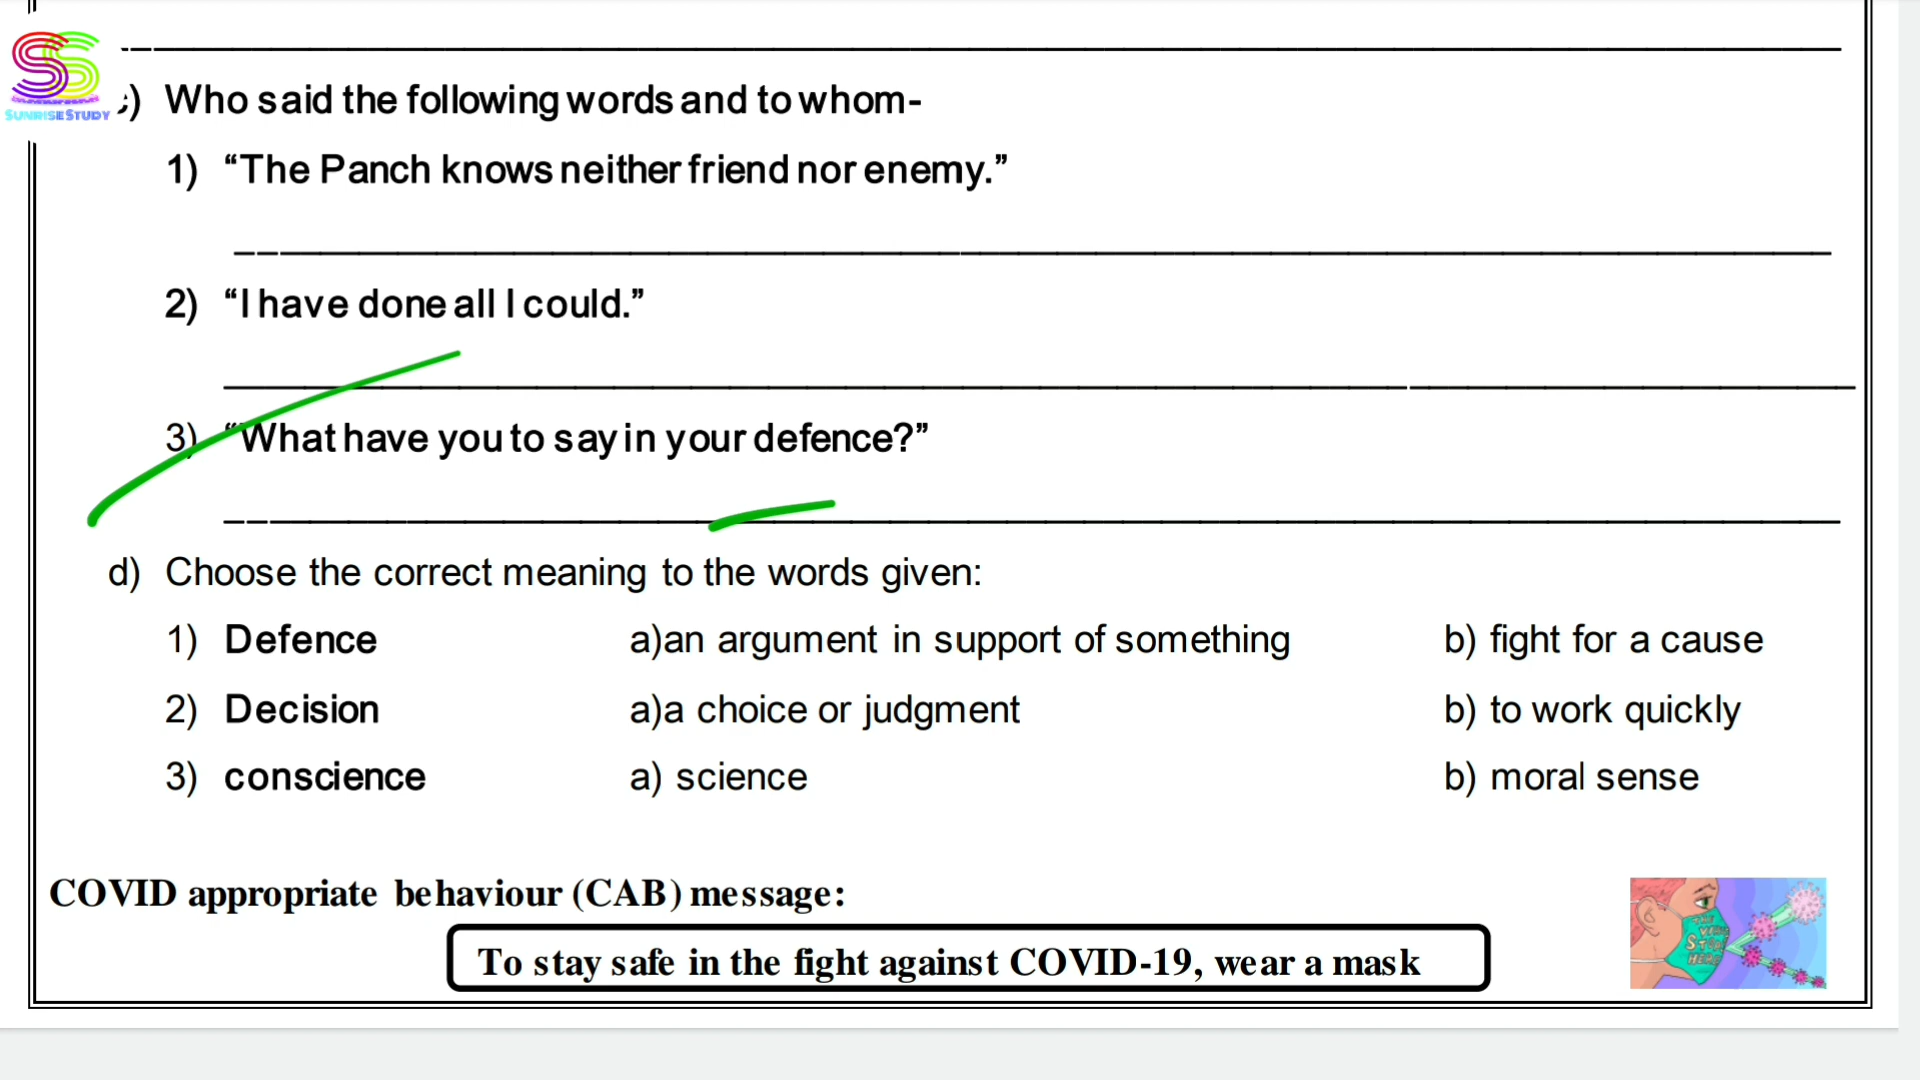 SUNRISESTUDY
c) Who said the following words and to whom-
1) “The Panch knows neither friend nor enemy.”
2) “I have done all I could.”
3) “What have you to say in your defence?”
d) Choose the correct meaning to the words given:
1) Defence a)an argument in support of something b) fight for a cause
2) Decision a)a choice or judgment b) to work quickly
3) conscience a) science b) moral sense
COVID appropriate behaviour (CAB) message:
To stay safe in the fight against COVID-19, wear a mask